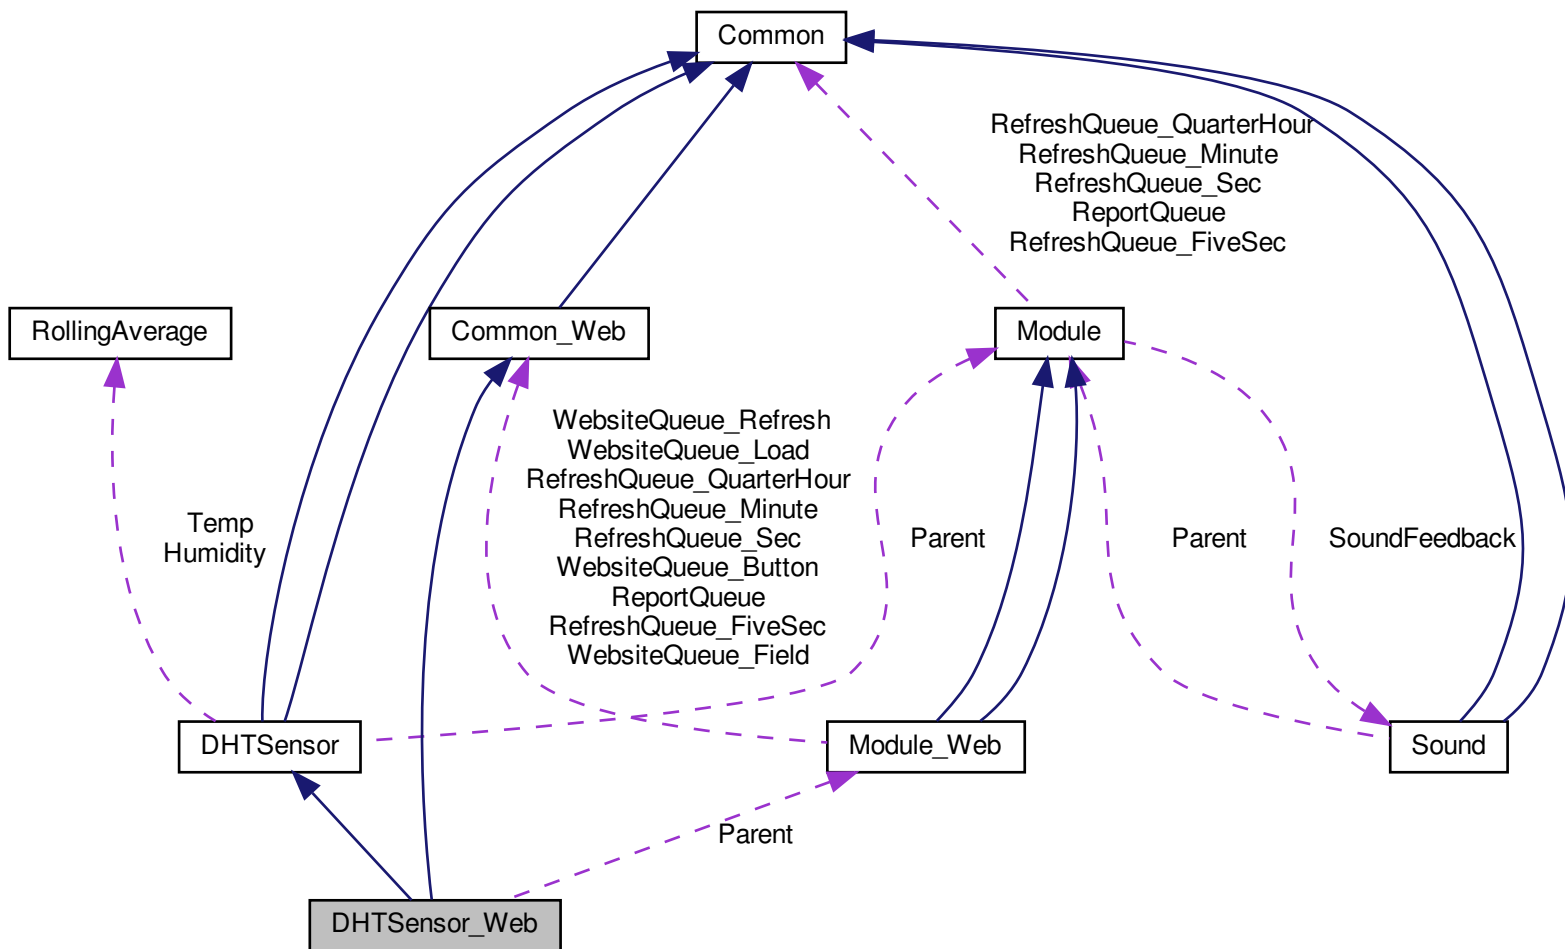 Common
RefreshQueue_QuarterHour
RefreshQueue_Minute
RefreshQueue_Sec
ReportQueue
RefreshQueue_FiveSec
RollingAverage
Common_Web
Module
WebsiteQueue_Refresh
WebsiteQueue_Load
RefreshQueue_QuarterHour
RefreshQueue_Minute
RefreshQueue_Sec
WebsiteQueue_Button
ReportQueue
RefreshQueue_FiveSec
WebsiteQueue_Field
Temp
Humidity
Parent
Parent
SoundFeedback
DHTSensor
Module_Web
Sound
Parent
DHTSensor_Web